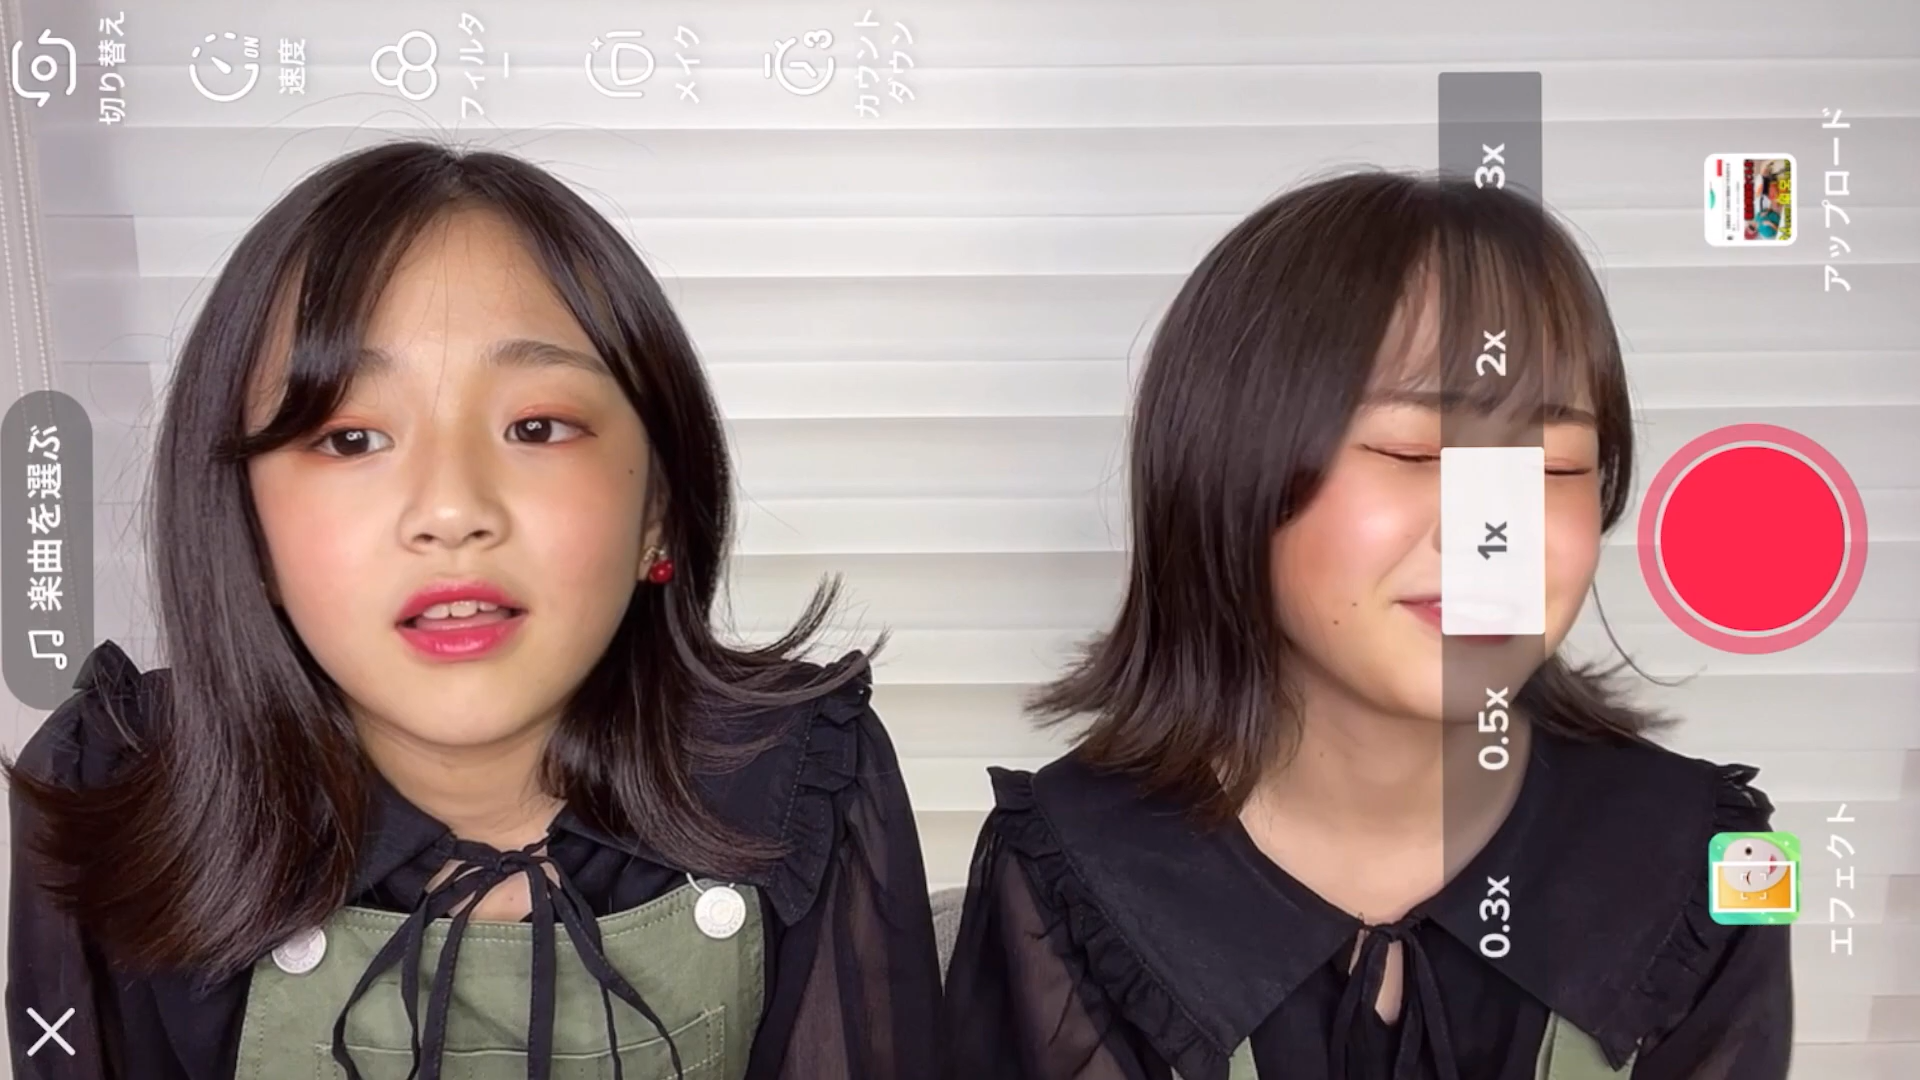 切り替え
ON
速度
フィルタ
ー
メイク
3
カウント
ダウン
楽曲を選ぶ
3x
2x
1x
0.5x
0.3x
アップロード
エフェクト